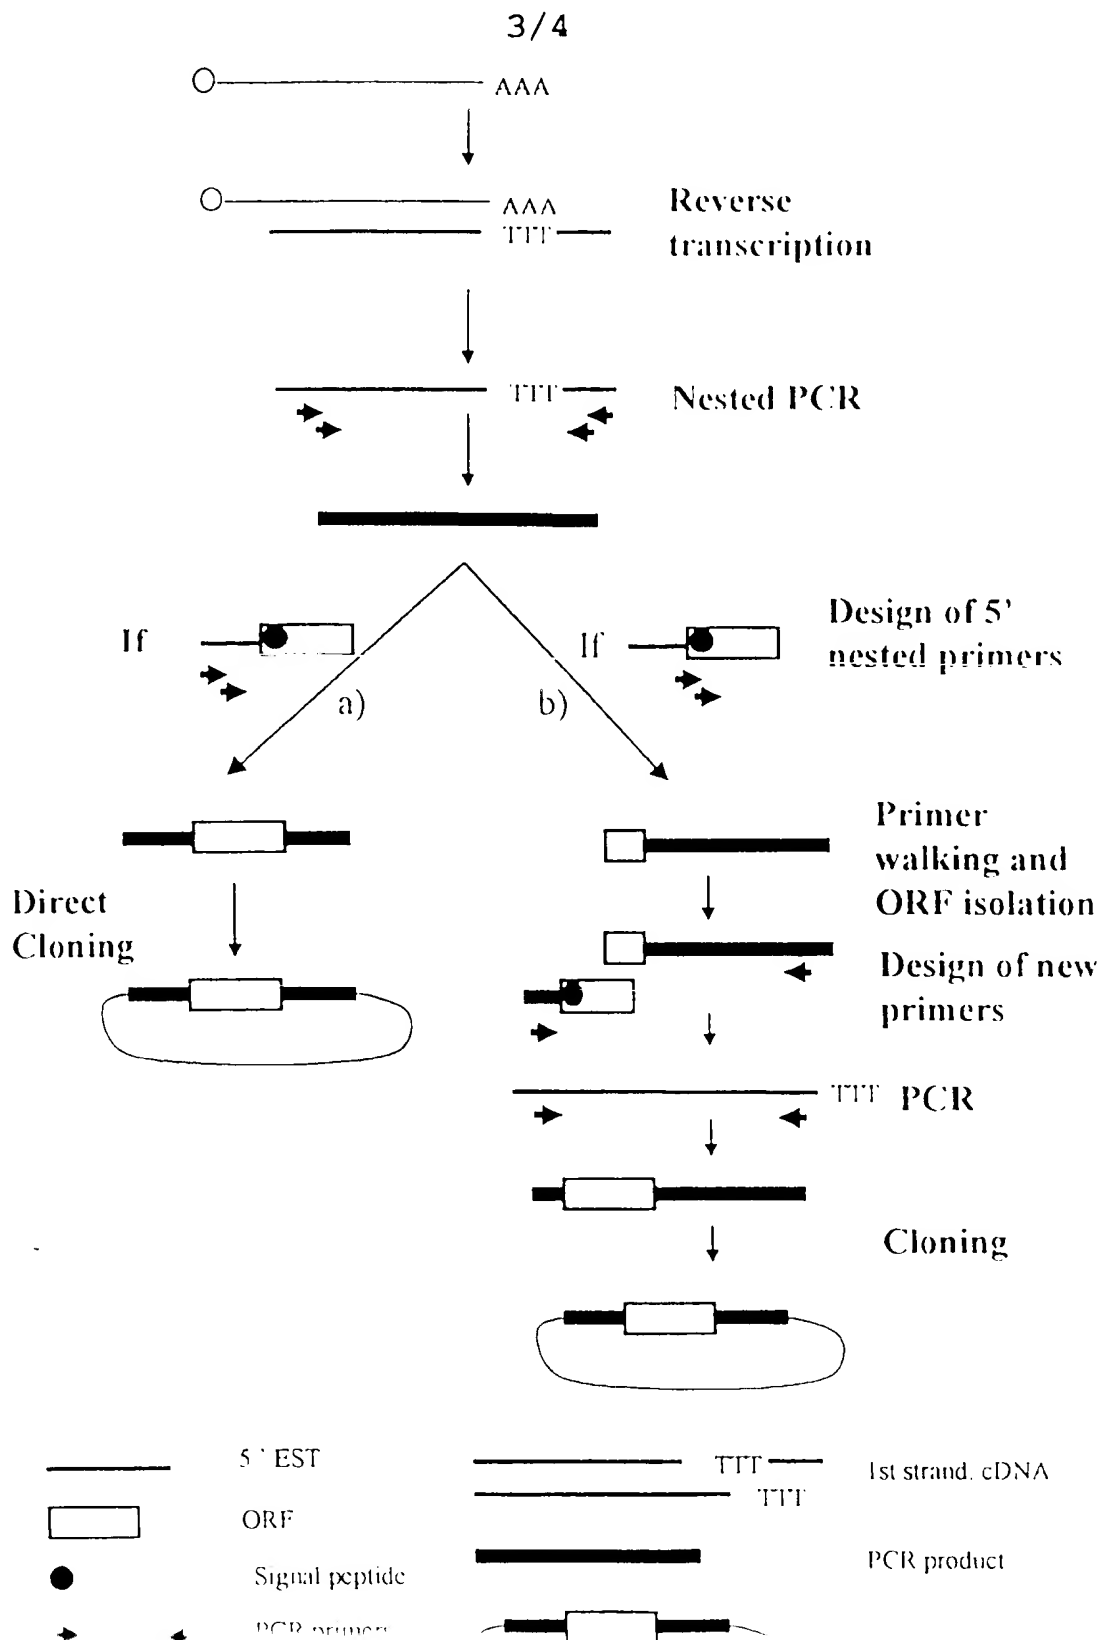 3/4
AAA
AAA
TTT
Reverse
transcription
TTT
Nested PCR
If
If
Design of 5'
nested primers
a)
b)
Primer
walking and
ORF isolation
Direct
Cloning
Design of new
primers
TTT
PCR
Cloning
5' EST
TTT
1st strand. cDNA
TTT
ORF
PCR product
Signal peptide
PCR primers